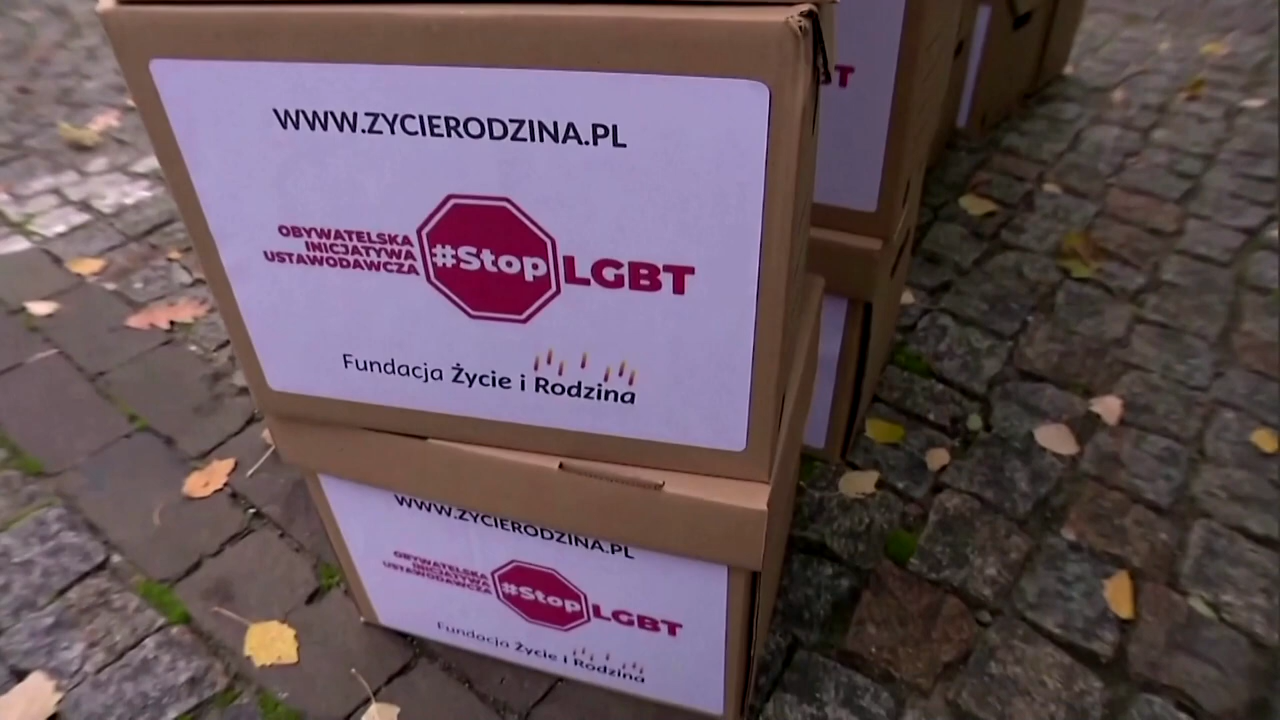 WWW.ZYCIERODZINA.PL
OBYWATELSKA
INICJATYWA
USTAWODAWCZA
#Stop LGBT
Fundacja Życie i Rodzina
WWW.ZYCIERODZINA.PL
OBYWATELSKA
INICJATYWA
USTAWODAWCZA
#Stop LGBT
Fundacja Życie i Rodzina
T